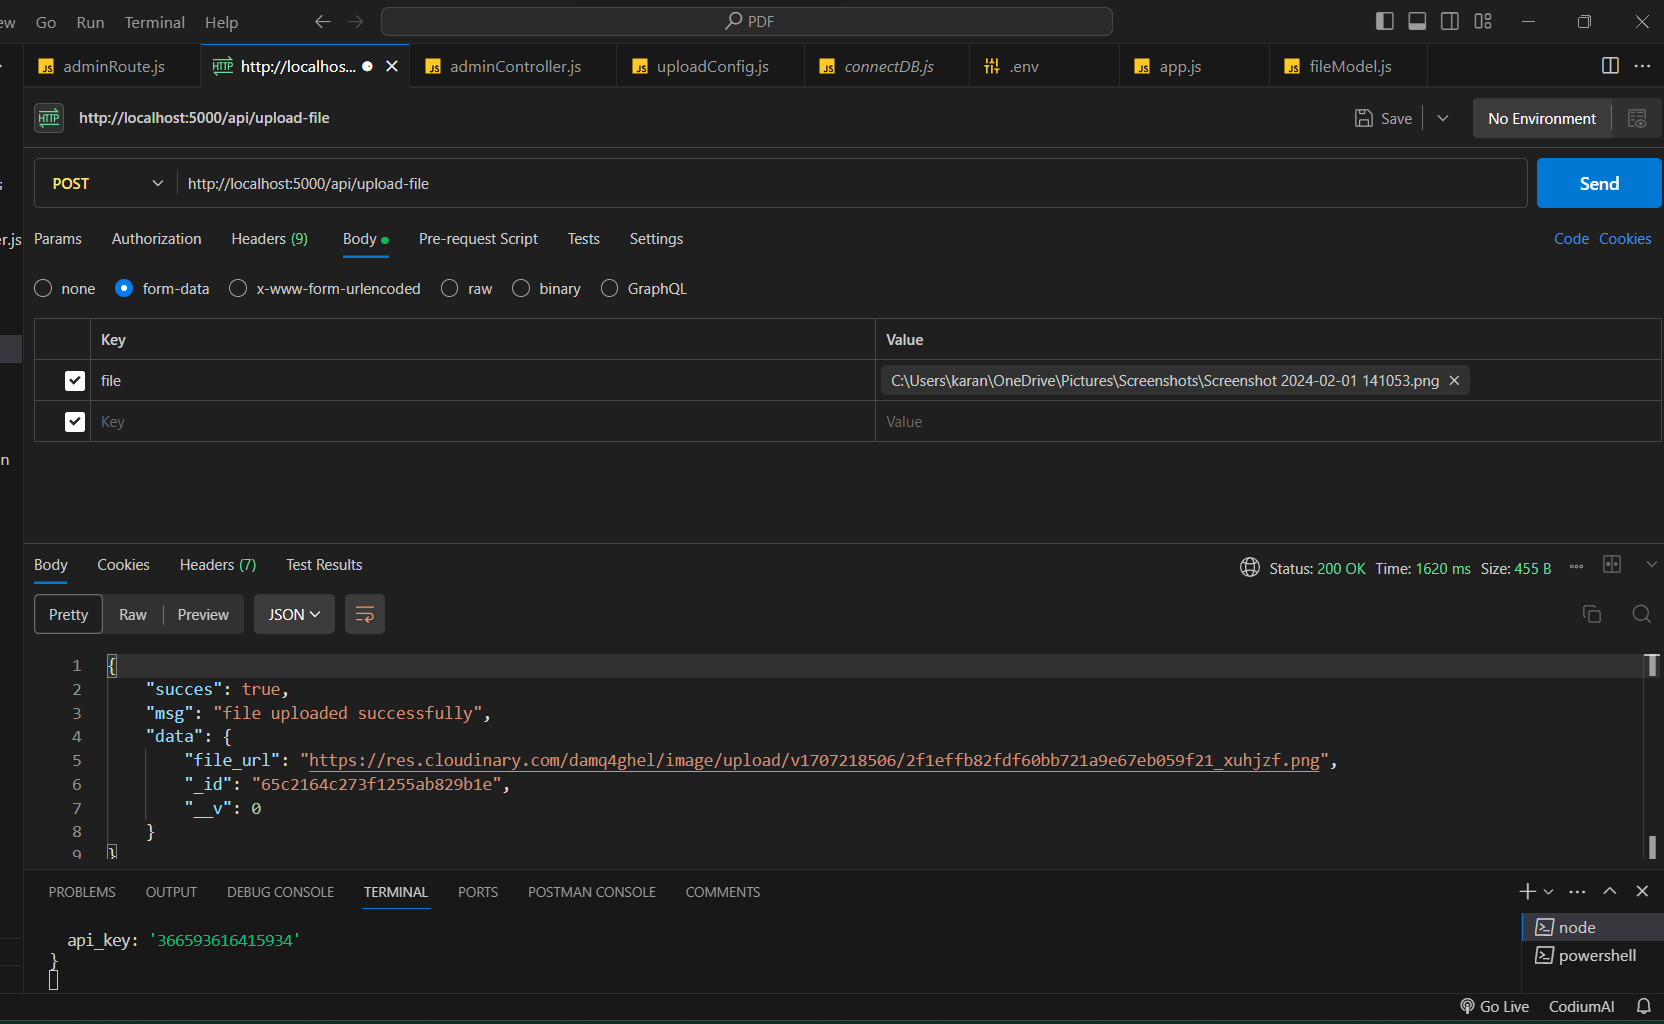 ew Go Run Terminal Help PDF
adminRoute.js http://localhos... adminController.js uploadConfig.js connectDB.js .env app.js fileModel.js
HTTP http://localhost:5000/api/upload-file Save No Environment
POST http://localhost:5000/api/upload-file Send
er.js Params Authorization Headers (9) Body Pre-request Script Tests Settings Code Cookies
none form-data x-www-form-urlencoded raw binary GraphQL
Key Value
file C:\Users\karan\OneDrive\Pictures\Screenshots\Screenshot 2024-02-01 141053.png
Key Value
n
Body Cookies Headers (7) Test Results Status: 200 OK Time: 1620 ms Size: 455 B
Pretty Raw Preview JSON
1 {
2 "succes": true,
3 "msg": "file uploaded successfully",
4 "data": {
5 "file_url": "https://res.cloudinary.com/damq4ghel/image/upload/v1707218506/2f1effb82fdf60bb721a9e67eb059f21_xuhjzf.png",
6 "_id": "65c2164c273f1255ab829b1e",
7 "__v": 0
8 }
9 }
PROBLEMS OUTPUT DEBUG CONSOLE TERMINAL PORTS POSTMAN CONSOLE COMMENTS
api_key: '366593616415934'
}
node
powershell
Go Live CodiumAI